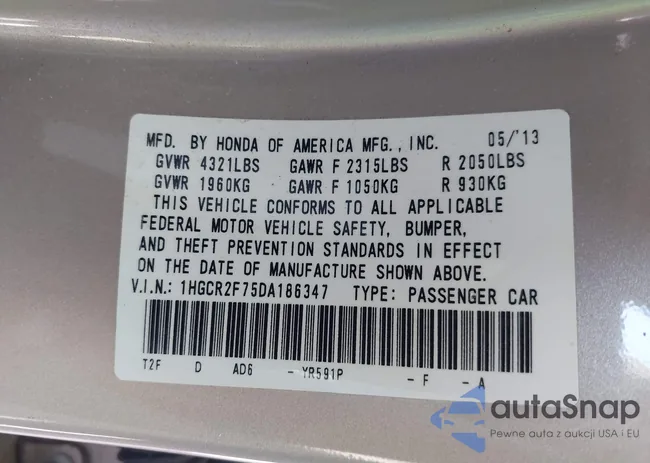 MFD. BY HONDA OF AMERICA MFG., INC. 05/'13
GVWR 4321LBS GAWR F 2315LBS R 2050LBS
GVWR 1960KG GAWR F 1050KG R 930KG
THIS VEHICLE CONFORMS TO ALL APPLICABLE
FEDERAL MOTOR VEHICLE SAFETY, BUMPER,
AND THEFT PREVENTION STANDARDS IN EFFECT
ON THE DATE OF MANUFACTURE SHOWN ABOVE.
V.I.N.: 1HGCR2F75DA186347 TYPE: PASSENGER CAR
T2F D AD6 - YR591P - F - A
autaSnap
Pewne auta z aukcji USA i EU